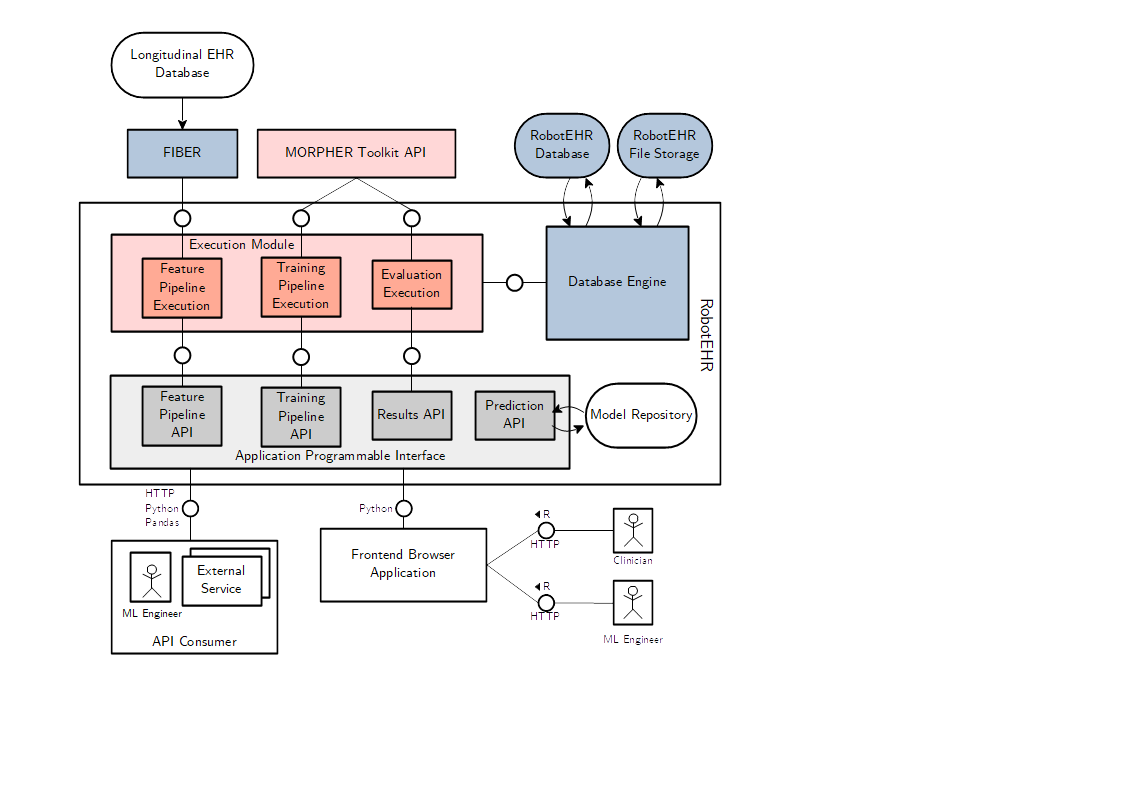 Longitudinal EHR
Database
FIBER
MORPHER Toolkit API
RobotEHR
Database
RobotEHR
File Storage
Execution Module
Feature
Pipeline
Execution
Training
Pipeline
Execution
Evaluation
Execution
Database Engine
RobotEHR
Feature
Pipeline
API
Training
Pipeline
API
Results API
Prediction
API
Model Repository
Application Programmable Interface
HTTP
Python
Pandas
Python
Frontend Browser
Application
R
HTTP
Clinician
R
HTTP
ML Engineer
External
Service
ML Engineer
API Consumer